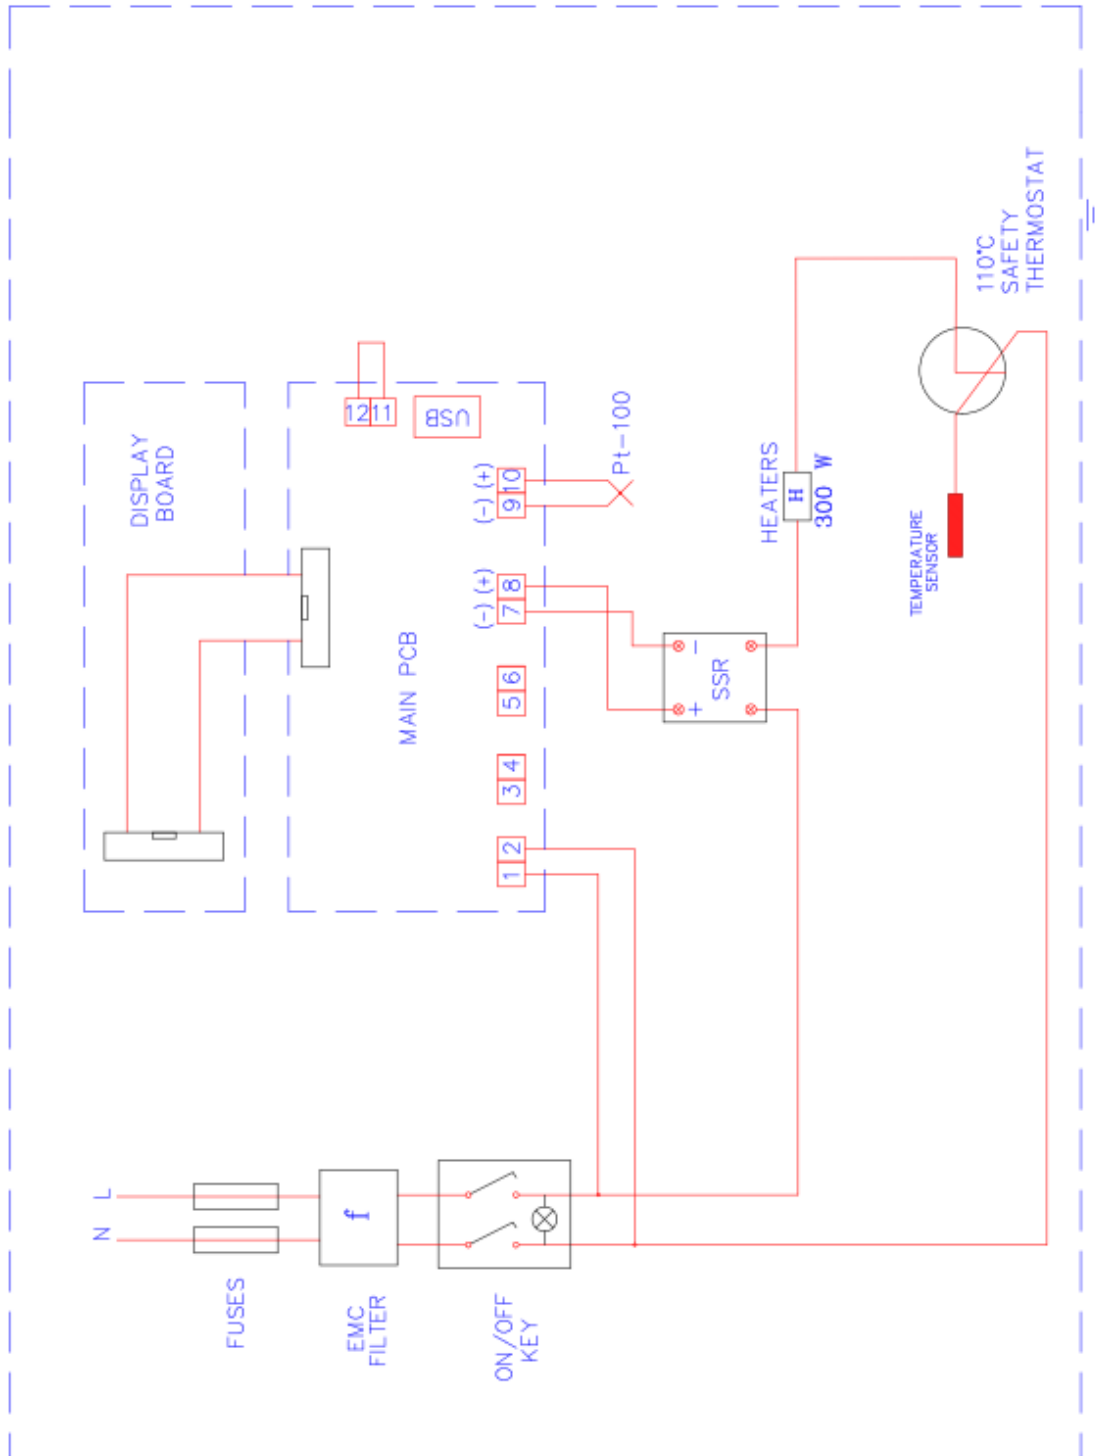 DISPLAY
BOARD
12 11
USB
MAIN PCB
(-) (+)
9 10
Pt-100
(-) (+)
7 8
5 6
3 4
1 2
+ -
SSR
HEATERS
H
300 W
TEMPERATURE
SENSOR
110°C
SAFETY
THERMOSTAT
N L
FUSES
f
EMC
FILTER
ON/OFF
KEY